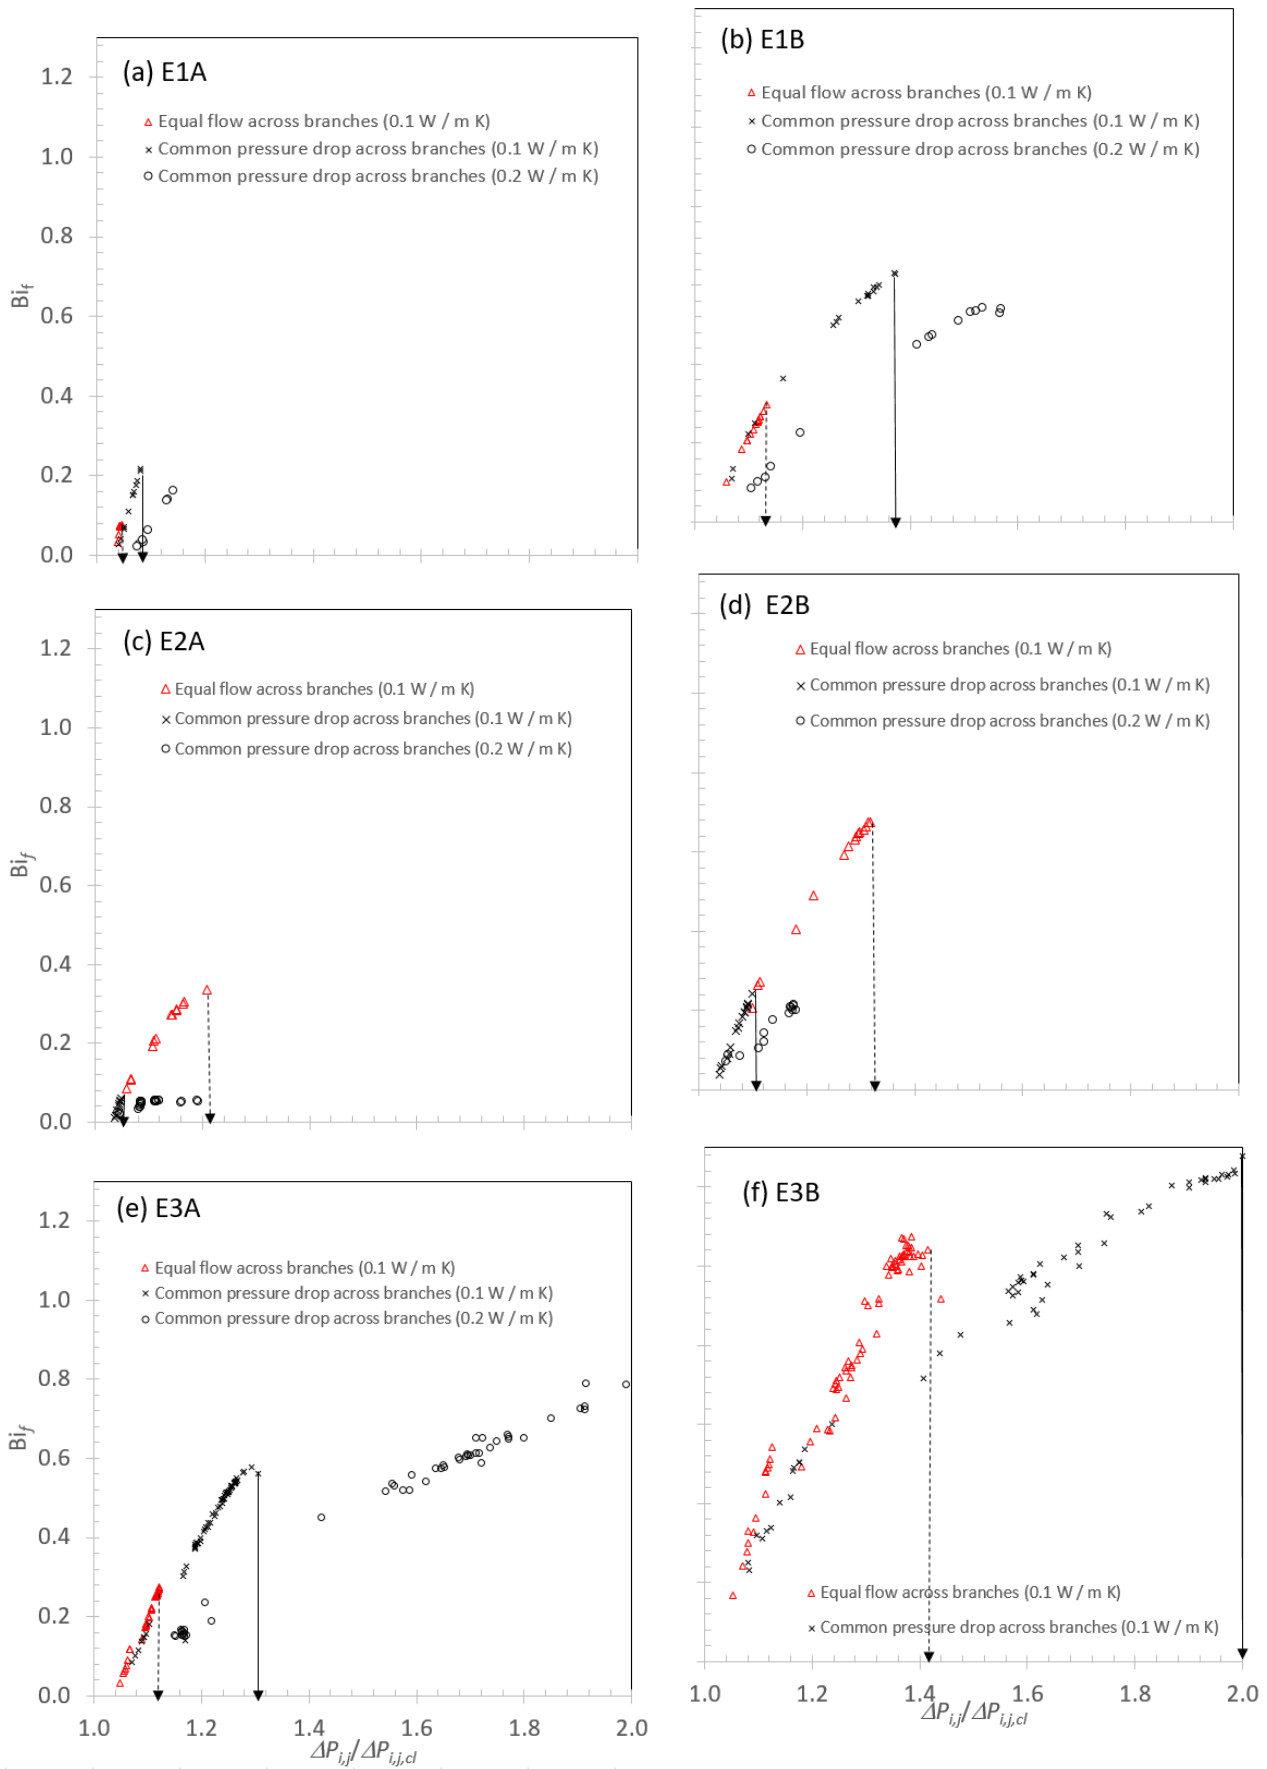 (a) E1A
Equal flow across branches (0.1 W / m K)
Common pressure drop across branches (0.1 W / m K)
Common pressure drop across branches (0.2 W / m K)
1.2
1.0
0.8
0.6
0.4
0.2
0.0
Bif
(b) E1B
Equal flow across branches (0.1 W / m K)
Common pressure drop across branches (0.1 W / m K)
Common pressure drop across branches (0.2 W / m K)
(c) E2A
Equal flow across branches (0.1 W / m K)
Common pressure drop across branches (0.1 W / m K)
Common pressure drop across branches (0.2 W / m K)
1.2
1.0
0.8
0.6
0.4
0.2
0.0
Bif
(d) E2B
Equal flow across branches (0.1 W / m K)
Common pressure drop across branches (0.1 W / m K)
Common pressure drop across branches (0.2 W / m K)
(e) E3A
Equal flow across branches (0.1 W / m K)
Common pressure drop across branches (0.1 W / m K)
Common pressure drop across branches (0.2 W / m K)
1.2
1.0
0.8
0.6
0.4
0.2
0.0
Bif
1.0 1.2 1.4 1.6 1.8 2.0
ΔPi,j/ΔPi,j,cl
(f) E3B
Equal flow across branches (0.1 W / m K)
Common pressure drop across branches (0.1 W / m K)
1.0 1.2 1.4 1.6 1.8 2.0
ΔPi,j/ΔPi,j,cl